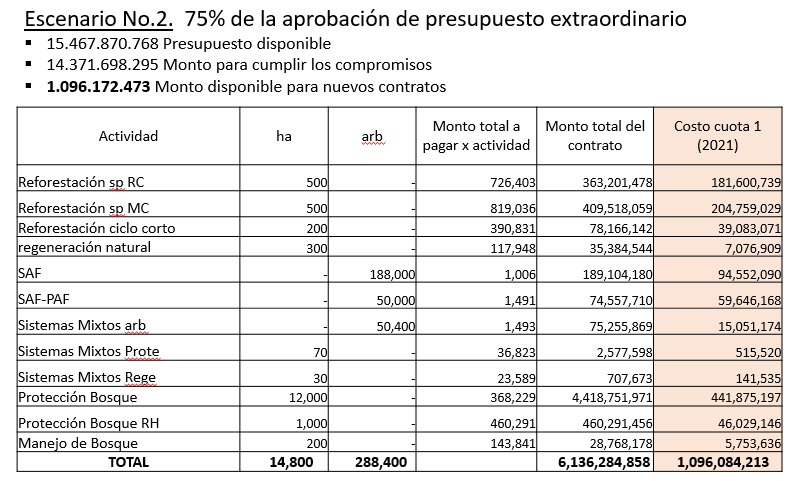 Escenario No.2. 75% de la aprobación de presupuesto extraordinario
▪ 15.467.870.768 Presupuesto disponible
▪ 14.371.698.295 Monto para cumplir los compromisos
▪ 1.096.172.473 Monto disponible para nuevos contratos
Actividad ha arb Monto total a pagar x actividad Monto total del contrato Costo cuota 1 (2021)
Reforestación sp RC 500 - 726,403 363,201,478 181,600,739
Reforestación sp MC 500 - 819,036 409,518,059 204,759,029
Reforestación ciclo corto 200 - 390,831 78,166,142 39,083,071
regeneración natural 300 - 117,948 35,384,544 7,076,909
SAF - 188,000 1,006 189,104,180 94,552,090
SAF-PAF - 50,000 1,491 74,557,710 59,646,168
Sistemas Mixtos arb - 50,400 1,493 75,255,869 15,051,174
Sistemas Mixtos Prote 70 - 36,823 2,577,598 515,520
Sistemas Mixtos Rege 30 - 23,589 707,673 141,535
Protección Bosque 12,000 - 368,229 4,418,751,971 441,875,197
Protección Bosque RH 1,000 - 460,291 460,291,456 46,029,146
Manejo de Bosque 200 - 143,841 28,768,178 5,753,636
TOTAL 14,800 288,400 6,136,284,858 1,096,084,213